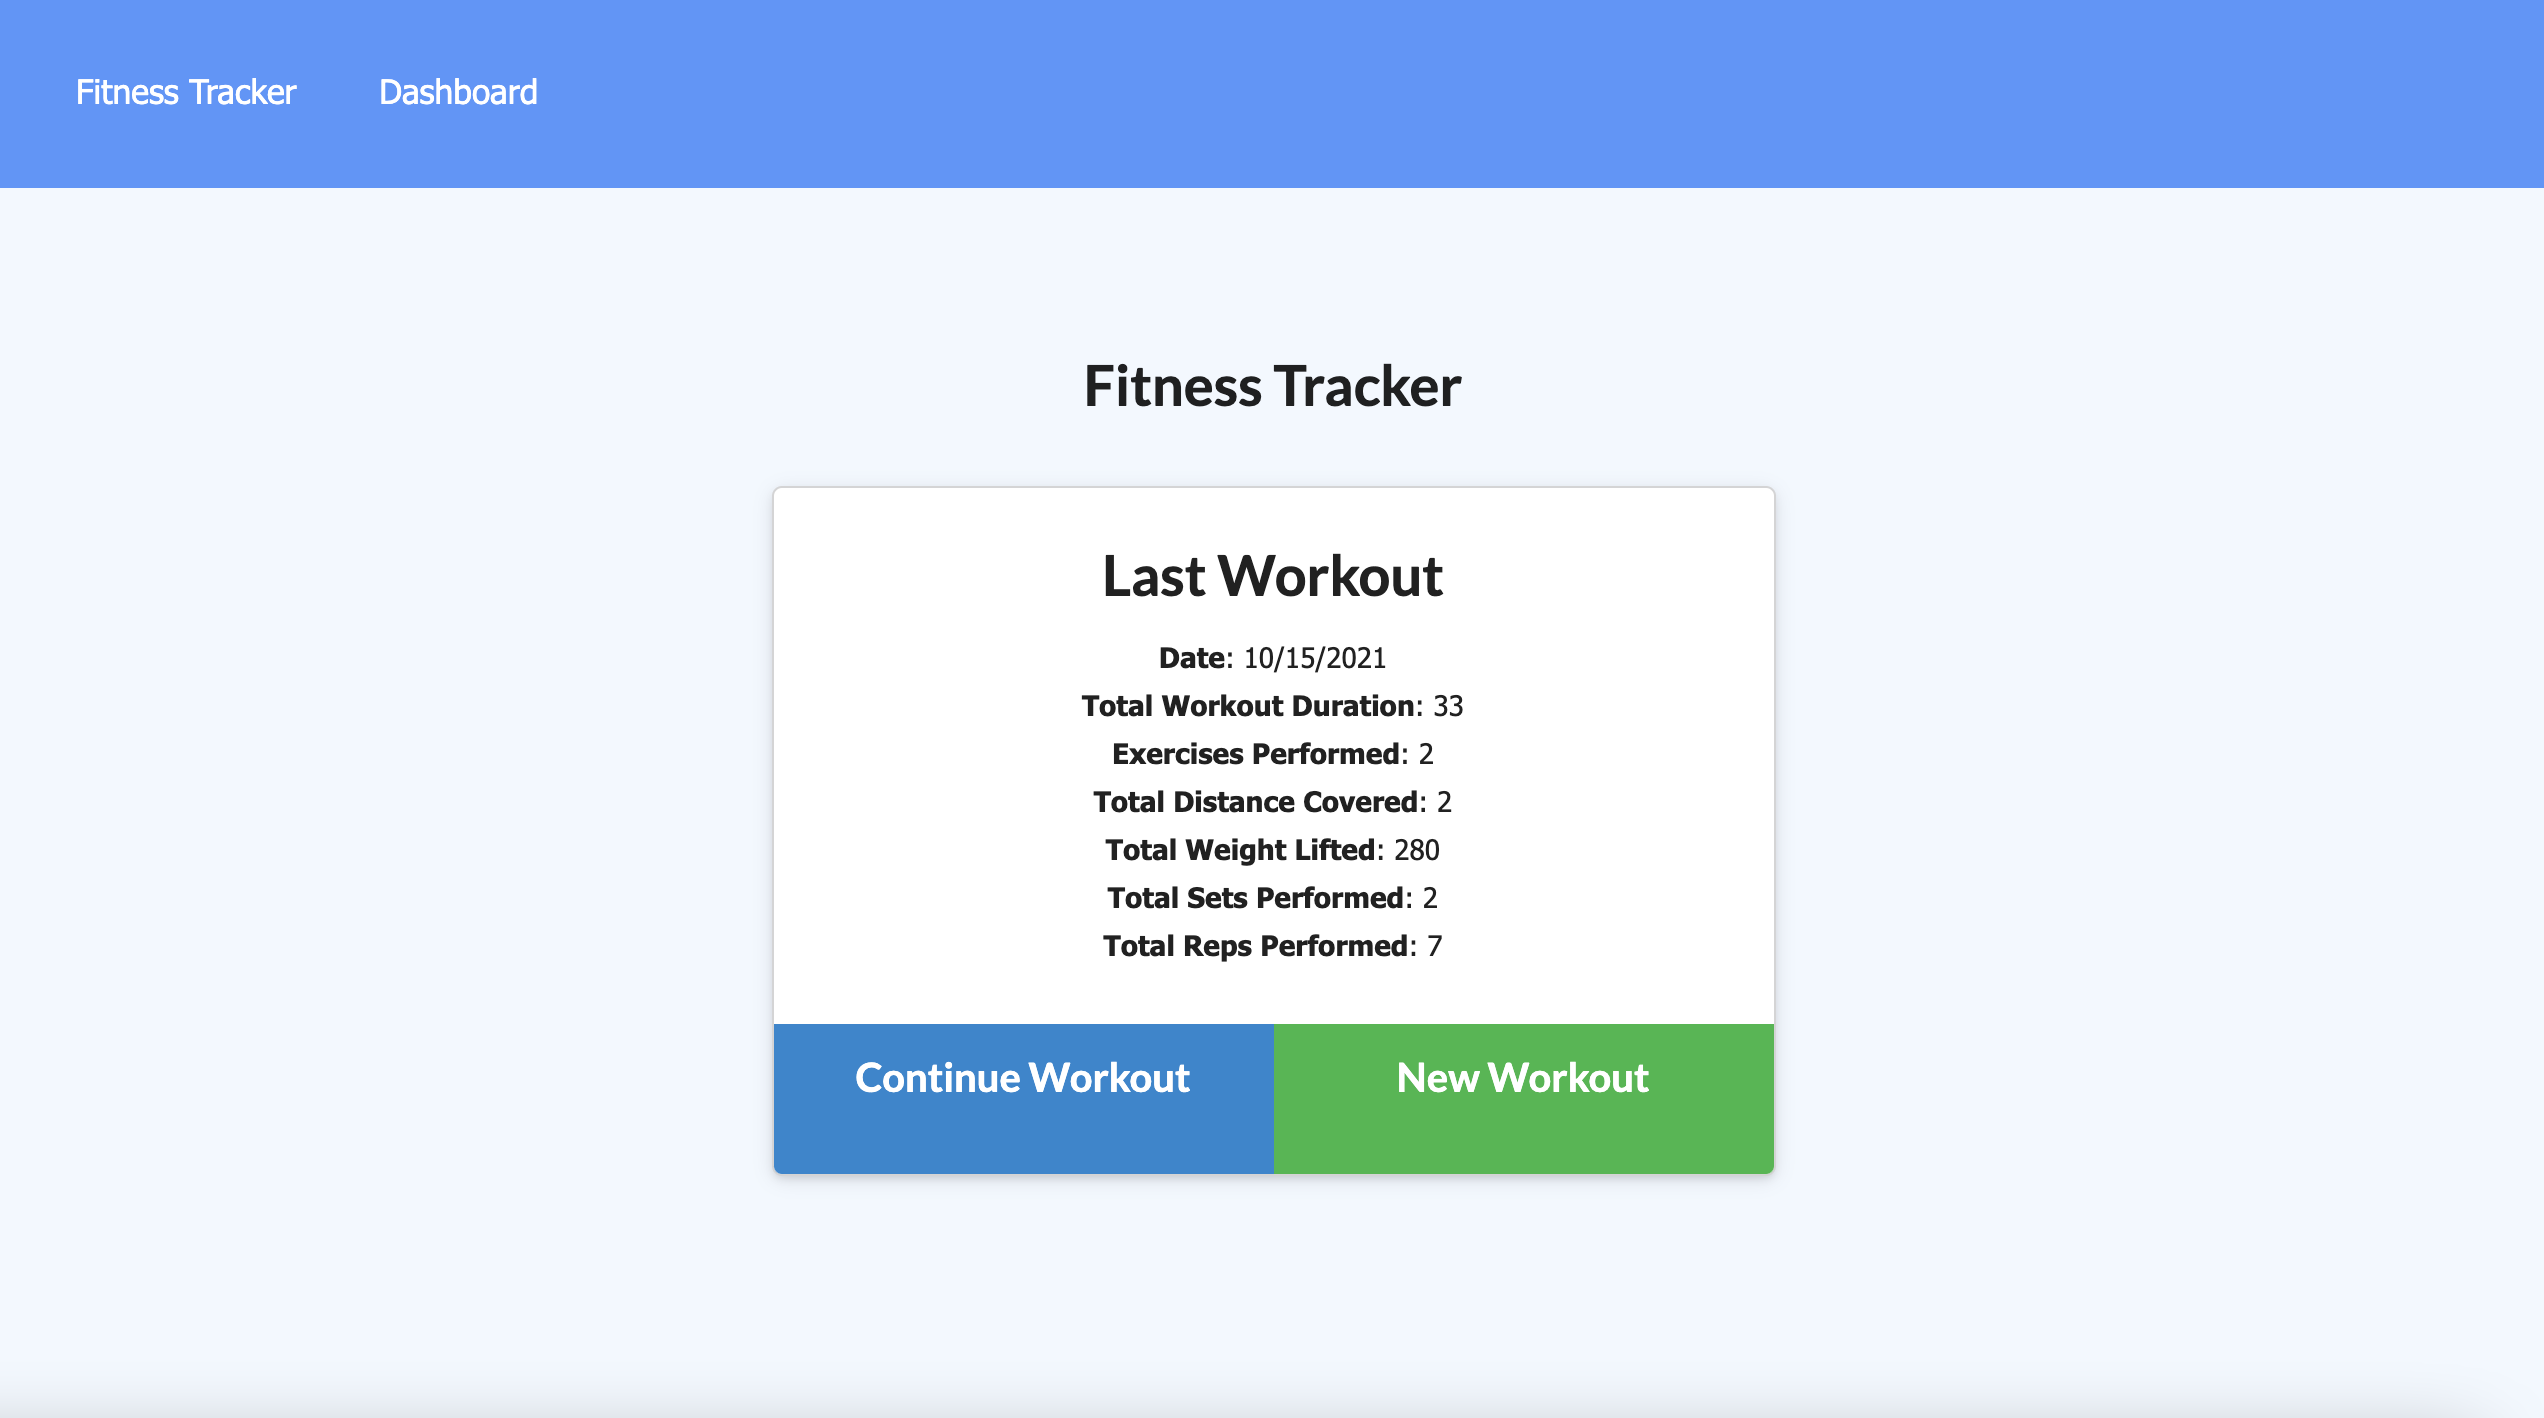 Fitness Tracker Dashboard
Fitness Tracker
Last Workout
Date: 10/15/2021
Total Workout Duration: 33
Exercises Performed: 2
Total Distance Covered: 2
Total Weight Lifted: 280
Total Sets Performed: 2
Total Reps Performed: 7
Continue Workout New Workout